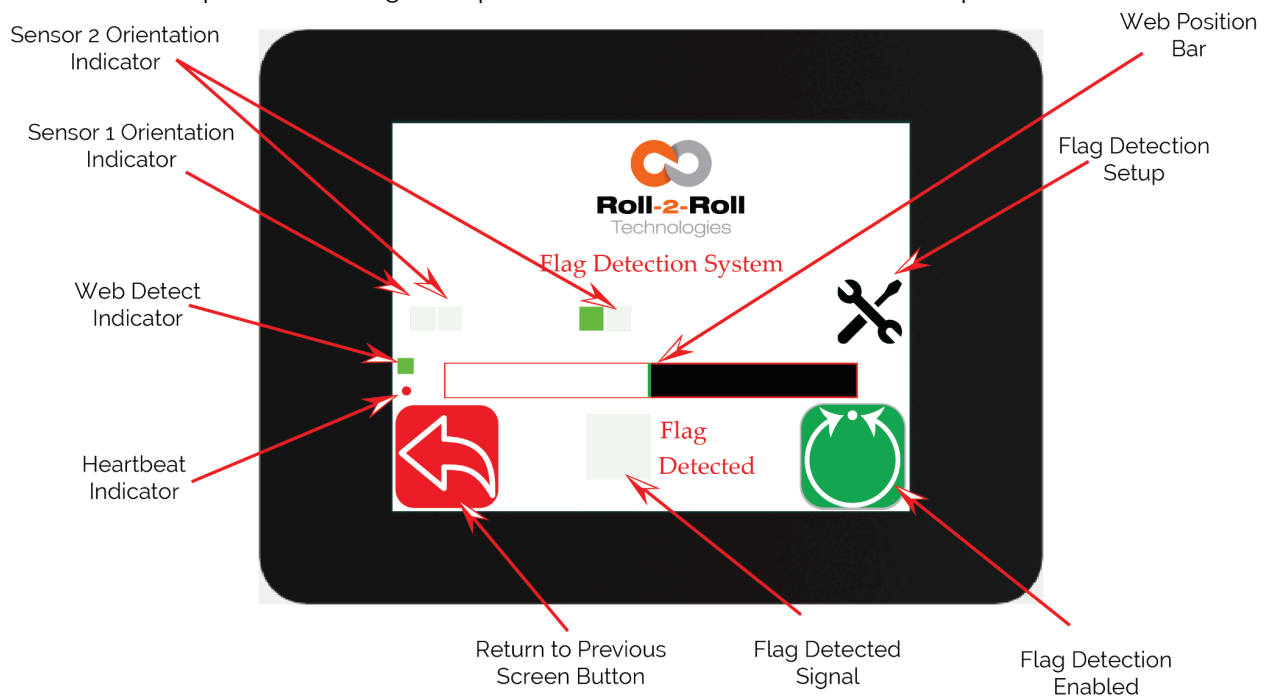 Web Position
Bar
Sensor 2 Orientation
Indicator
Sensor 1 Orientation
Indicator
Flag Detection
Setup
Roll-2-Roll
Technologies
Flag Detection System
Web Detect
Indicator
Flag
Detected
Heartbeat
Indicator
Return to Previous
Screen Button
Flag Detected
Signal
Flag Detection
Enabled